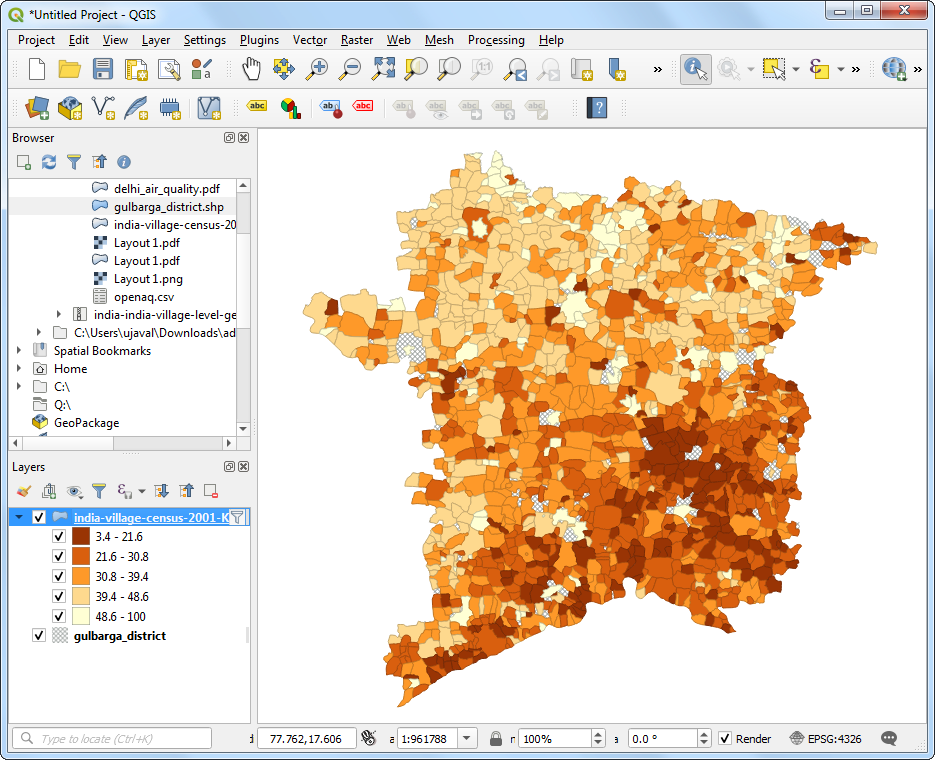 *Untitled Project - QGIS
Project Edit View Layer Settings Plugins Vector Raster Web Mesh Processing Help
abc abc ab abc
Browser
delhi_air_quality.pdf
gulbarga_district.shp
india-village-census-20
Layout 1.pdf
Layout 1.pdf
Layout 1.png
openaq.csv
india-india-village-level-ge
C:\Users\ujaval\Downloads\ad
Spatial Bookmarks
Home
C:\
Q:\
GeoPackage
Layers
india-village-census-2001-K
3.4 - 21.6
21.6 - 30.8
30.8 - 39.4
39.4 - 48.6
48.6 - 100
gulbarga_district
Type to locate (Ctrl+K) 77.762,17.606 1:961788 100% 0.0 ° Render EPSG:4326